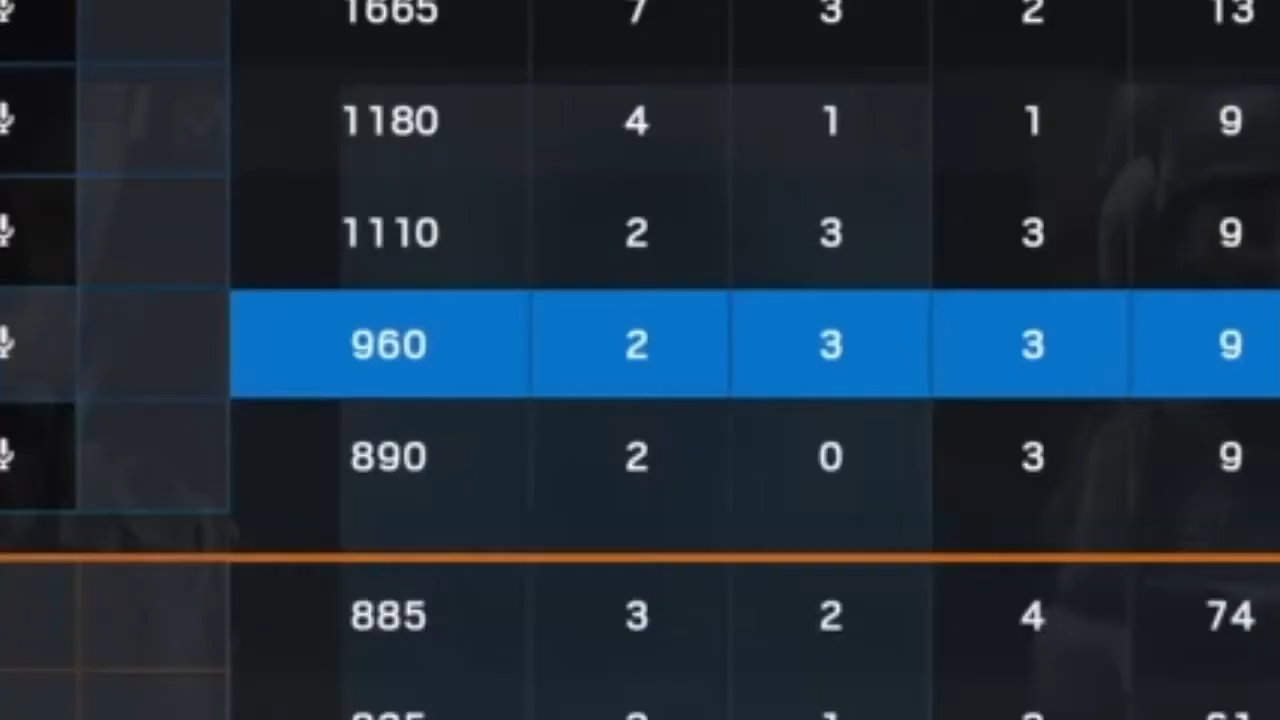 1665 7 3 2 13
1180 4 1 1 9
1110 2 3 3 9
960 2 3 3 9
890 2 0 3 9
885 3 2 4 74